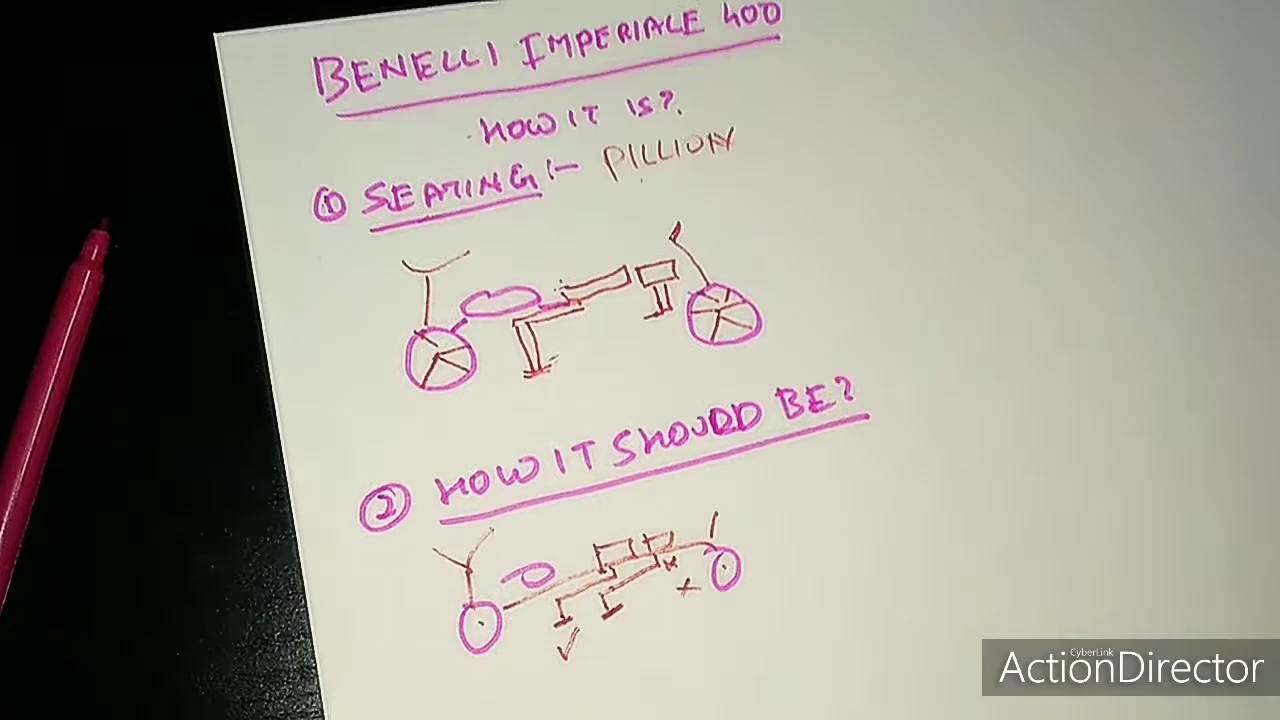 BENELLI IMPERIALE 400
HOW IT IS?
① SEATING :- PILLION
② HOW IT SHOULD BE?
CyberLink
ActionDirector